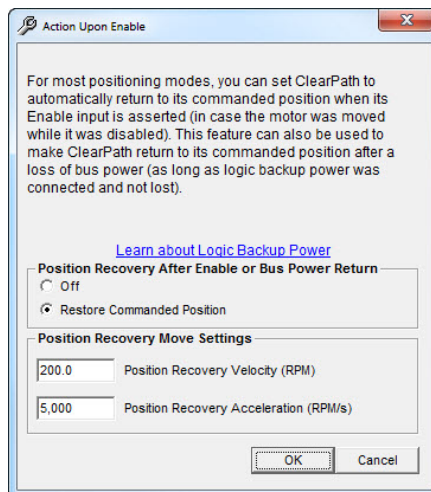 Action Upon Enable
For most positioning modes, you can set ClearPath to
automatically return to its commanded position when its
Enable input is asserted (in case the motor was moved
while it was disabled). This feature can also be used to
make ClearPath return to its commanded position after a
loss of bus power (as long as logic backup power was
connected and not lost).
Learn about Logic Backup Power
Position Recovery After Enable or Bus Power Return
Off
Restore Commanded Position
Position Recovery Move Settings
200.0 Position Recovery Velocity (RPM)
5,000 Position Recovery Acceleration (RPM/s)
OK Cancel